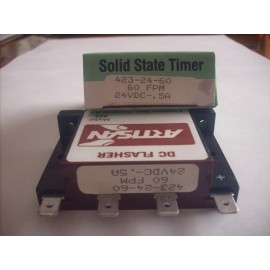 Solid State Timer
423-24-60
60 FPM
24VDC-.5A
ARTISAN
DC FLASHER
423-24-60
60 FPM
24VDC-.5A
+